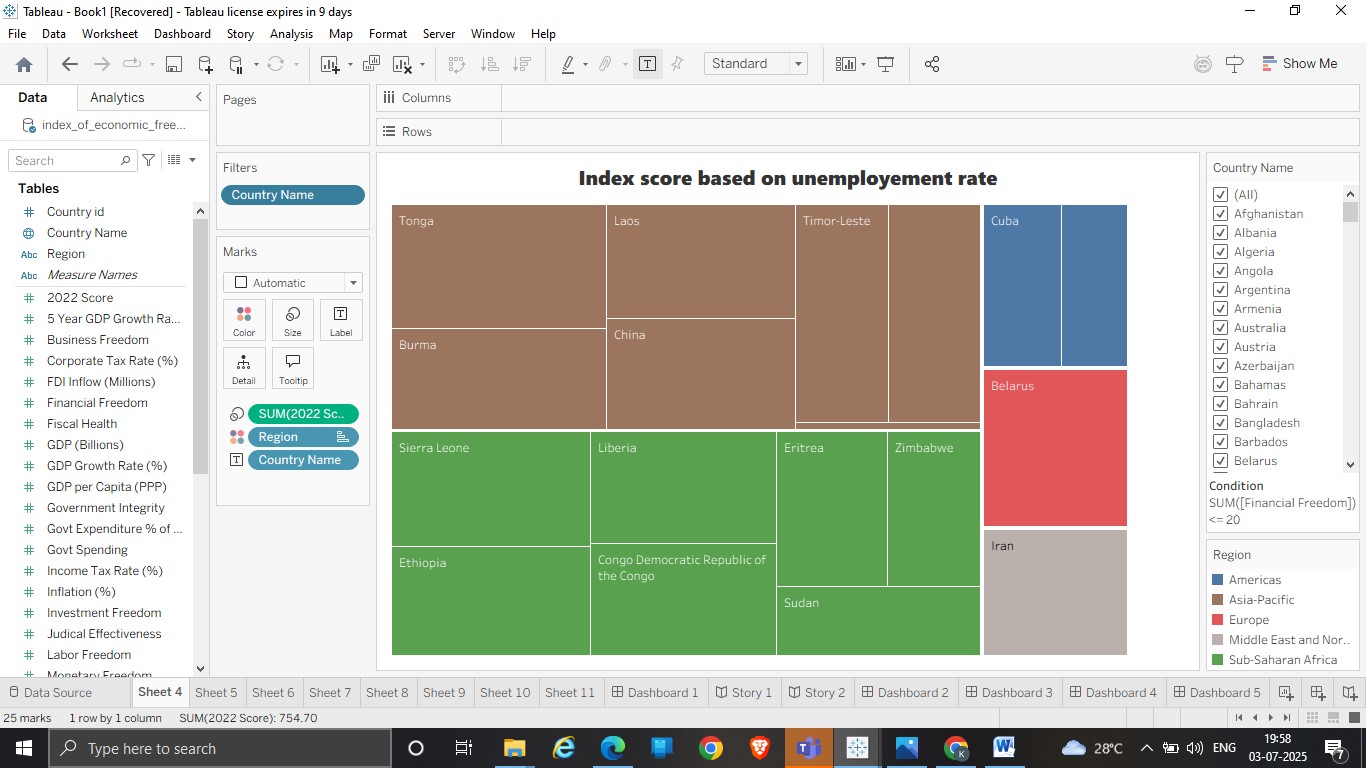 Tableau - Book1 [Recovered] - Tableau license expires in 9 days
File Data Worksheet Dashboard Story Analysis Map Format Server Window Help
Standard
Show Me
Data Analytics
index_of_economic_free...
Search
Tables
Country id
Country Name
Abc Region
Abc Measure Names
2022 Score
5 Year GDP Growth Ra...
Business Freedom
Corporate Tax Rate (%)
FDI Inflow (Millions)
Financial Freedom
Fiscal Health
GDP (Billions)
GDP Growth Rate (%)
GDP per Capita (PPP)
Government Integrity
Govt Expenditure % of ...
Govt Spending
Income Tax Rate (%)
Inflation (%)
Investment Freedom
Judical Effectiveness
Labor Freedom
Monetary Freedom
Pages
Filters
Country Name
Marks
Automatic
Color Size Label
Detail Tooltip
SUM(2022 Sc..
Region
Country Name
Columns
Rows
Index score based on unemployement rate
Tonga
Laos
Timor-Leste
Burma
China
Cuba
Belarus
Iran
Sierra Leone
Liberia
Eritrea
Zimbabwe
Ethiopia
Congo Democratic Republic of
the Congo
Sudan
Country Name
(All)
Afghanistan
Albania
Algeria
Angola
Argentina
Armenia
Australia
Austria
Azerbaijan
Bahamas
Bahrain
Bangladesh
Barbados
Belarus
Condition
SUM([Financial Freedom])
<= 20
Region
Americas
Asia-Pacific
Europe
Middle East and Nor..
Sub-Saharan Africa
Data Source Sheet 4 Sheet 5 Sheet 6 Sheet 7 Sheet 8 Sheet 9 Sheet 10 Sheet 11 Dashboard 1 Story 1 Story 2 Dashboard 2 Dashboard 3 Dashboard 4 Dashboard 5
25 marks 1 row by 1 column SUM(2022 Score): 754.70
Type here to search
28°C ENG
19:58
03-07-2025
7